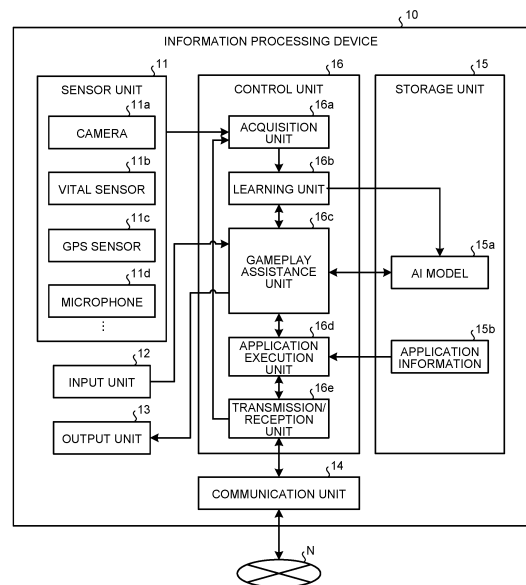 10
INFORMATION PROCESSING DEVICE
11
SENSOR UNIT
11a
CAMERA
11b
VITAL SENSOR
11c
GPS SENSOR
11d
MICROPHONE
⋮
12
INPUT UNIT
13
OUTPUT UNIT
16
CONTROL UNIT
16a
ACQUISITION
UNIT
16b
LEARNING UNIT
16c
GAMEPLAY
ASSISTANCE
UNIT
16d
APPLICATION
EXECUTION
UNIT
16e
TRANSMISSION/
RECEPTION
UNIT
14
COMMUNICATION UNIT
15
STORAGE UNIT
15a
AI MODEL
15b
APPLICATION
INFORMATION
N